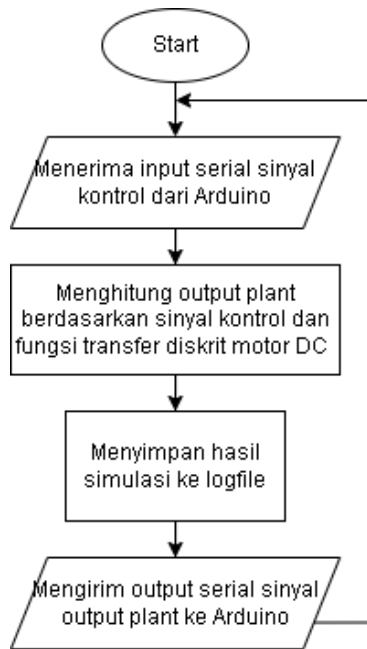 Start
Menerima input serial sinyal
kontrol dari Arduino
Menghitung output plant
berdasarkan sinyal kontrol dan
fungsi transfer diskrit motor DC
Menyimpan hasil
simulasi ke logfile
Mengirim output serial sinyal
output plant ke Arduino